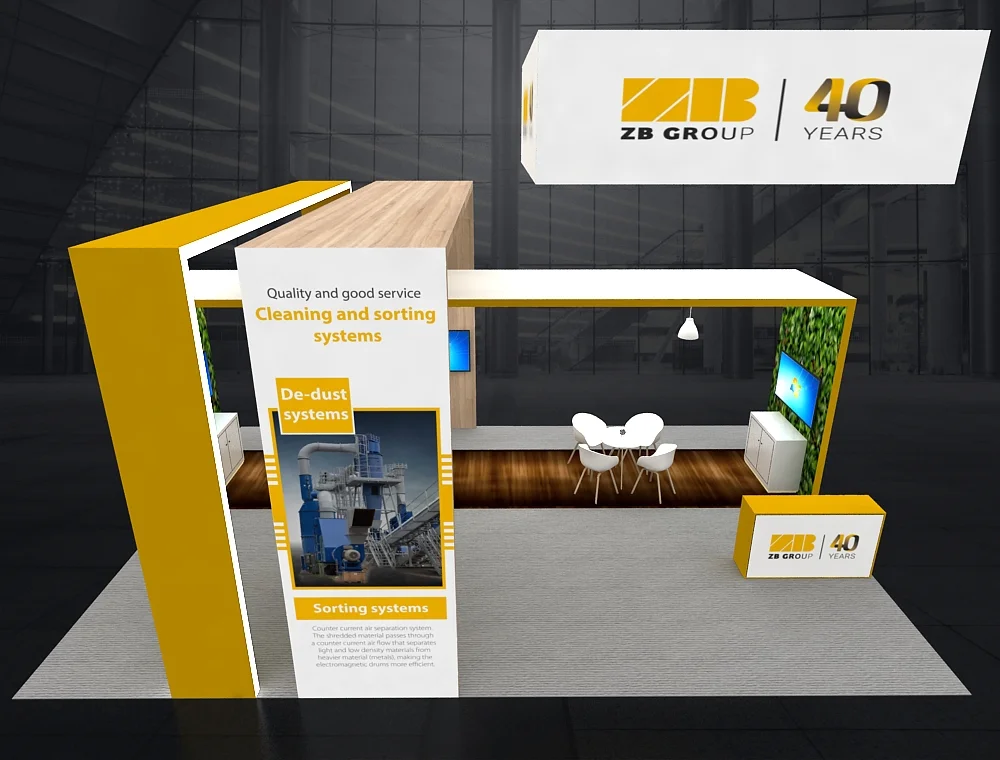 ZB GROUP
40
YEARS
Quality and good service
Cleaning and sorting
systems
De-dust
systems
Sorting systems
Counter current air separation system.
The shredded material passes through
a counter current air flow that separates
light and low density materials from
heavier material (metals), making the
electromagnetic drums more efficient.
ZB GROUP
40
YEARS